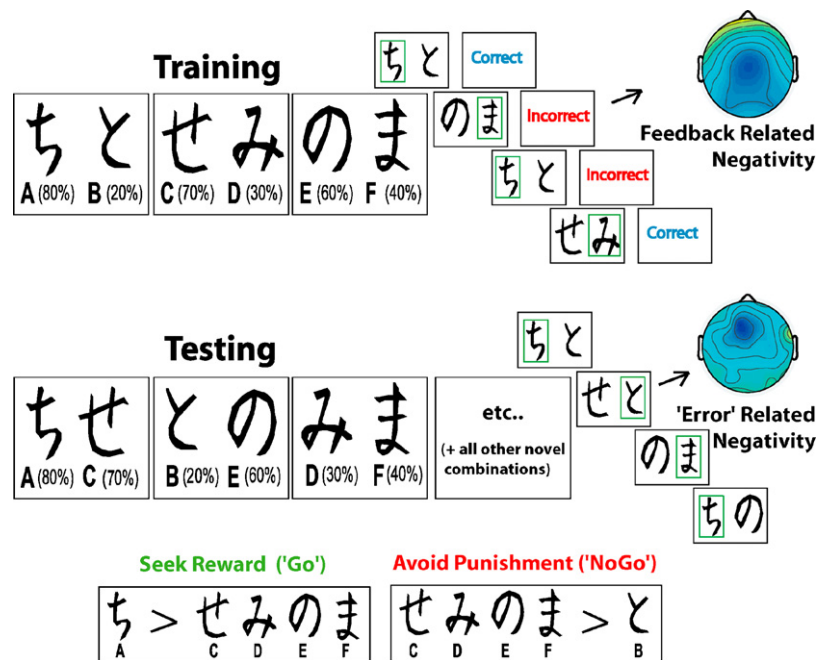 Training
ち と せ み の ま
A (80%) B (20%) C (70%) D (30%) E (60%) F (40%)
ち と Correct
の ま Incorrect
ち と Incorrect
せ み Correct
Feedback Related
Negativity
Testing
ち せ と の み ま
A (80%) C (70%) B (20%) E (60%) D (30%) F (40%)
etc..
(+ all other novel
combinations)
ち と
せ と
の ま
ち の
'Error' Related
Negativity
Seek Reward ('Go')
ち > せ み の ま
A C D E F
Avoid Punishment ('NoGo')
せ み の ま > と
C D E F B